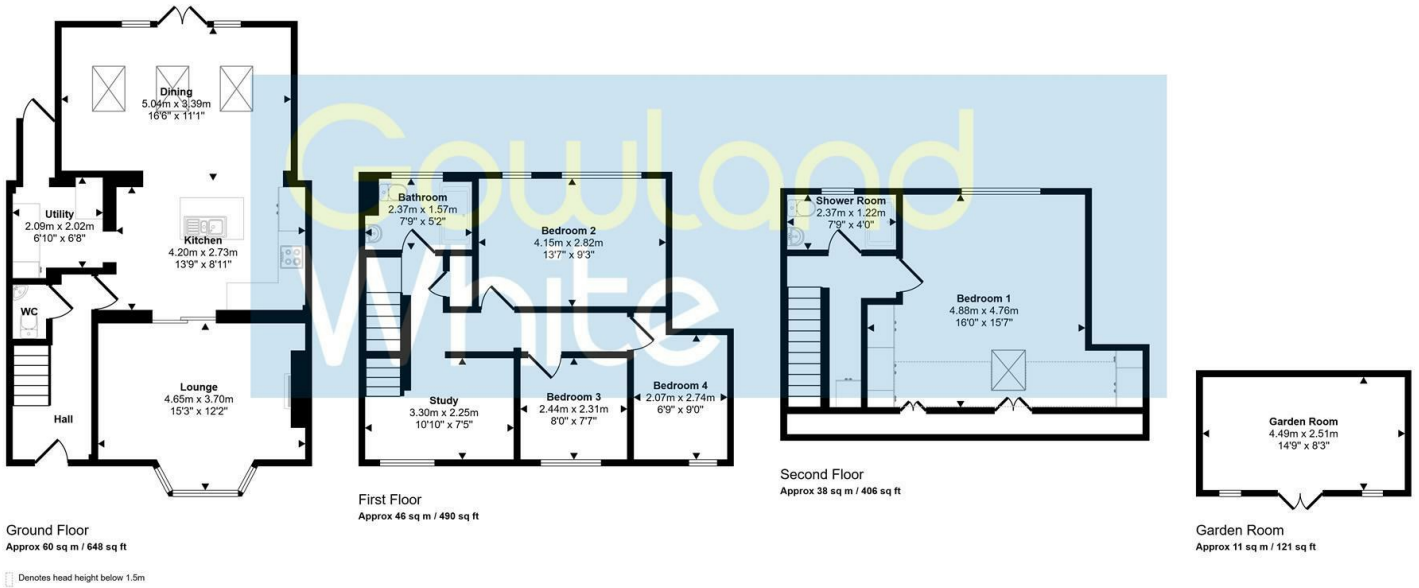 Dining
5.04m x 3.39m
16'6" x 11'1"
Utility
2.09m x 2.02m
6'10" x 6'8"
Kitchen
4.20m x 2.73m
13'9" x 8'11"
WC
Lounge
4.65m x 3.70m
15'3" x 12'2"
Hall
Ground Floor
Approx 60 sq m / 648 sq ft
Denotes head height below 1.5m
Gowland
White
Bathroom
2.37m x 1.57m
7'9" x 5'2"
Bedroom 2
4.15m x 2.82m
13'7" x 9'3"
Study
3.30m x 2.25m
10'10" x 7'5"
Bedroom 3
2.44m x 2.31m
8'0" x 7'7"
Bedroom 4
2.07m x 2.74m
6'9" x 9'0"
First Floor
Approx 46 sq m / 490 sq ft
Shower Room
2.37m x 1.22m
7'9" x 4'0"
Bedroom 1
4.88m x 4.76m
16'0" x 15'7"
Second Floor
Approx 38 sq m / 406 sq ft
Garden Room
4.49m x 2.51m
14'9" x 8'3"
Garden Room
Approx 11 sq m / 121 sq ft